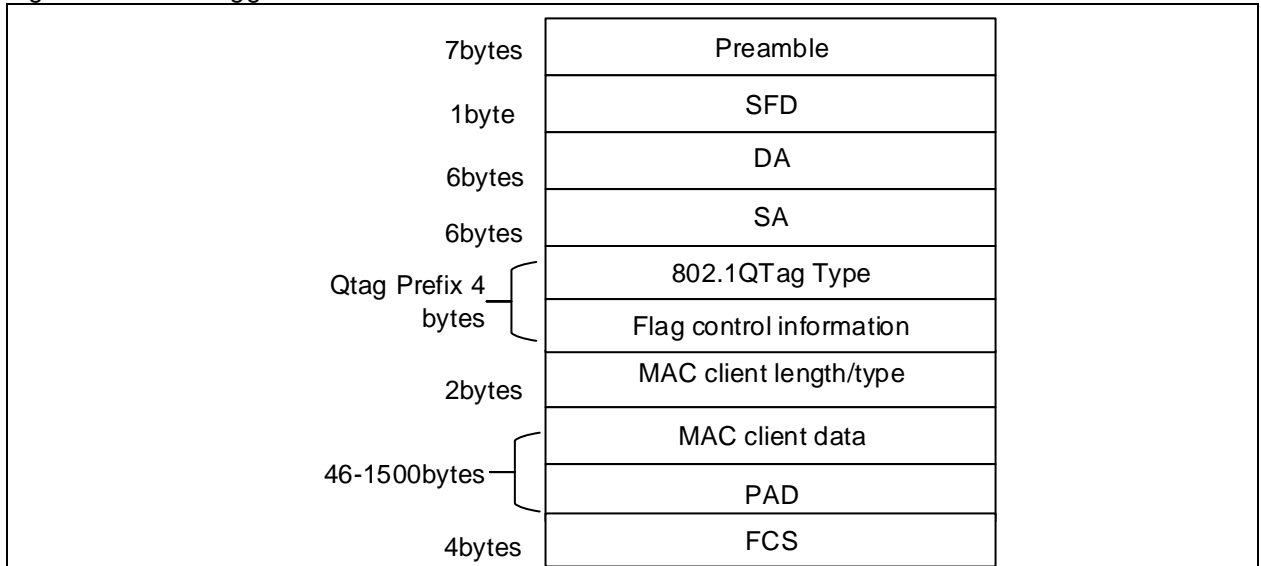 7bytes Preamble
1byte SFD
6bytes DA
6bytes SA
Qtag Prefix 4
bytes
802.1QTag Type
Flag control information
2bytes MAC client length/type
46-1500bytes
MAC client data
PAD
4bytes FCS